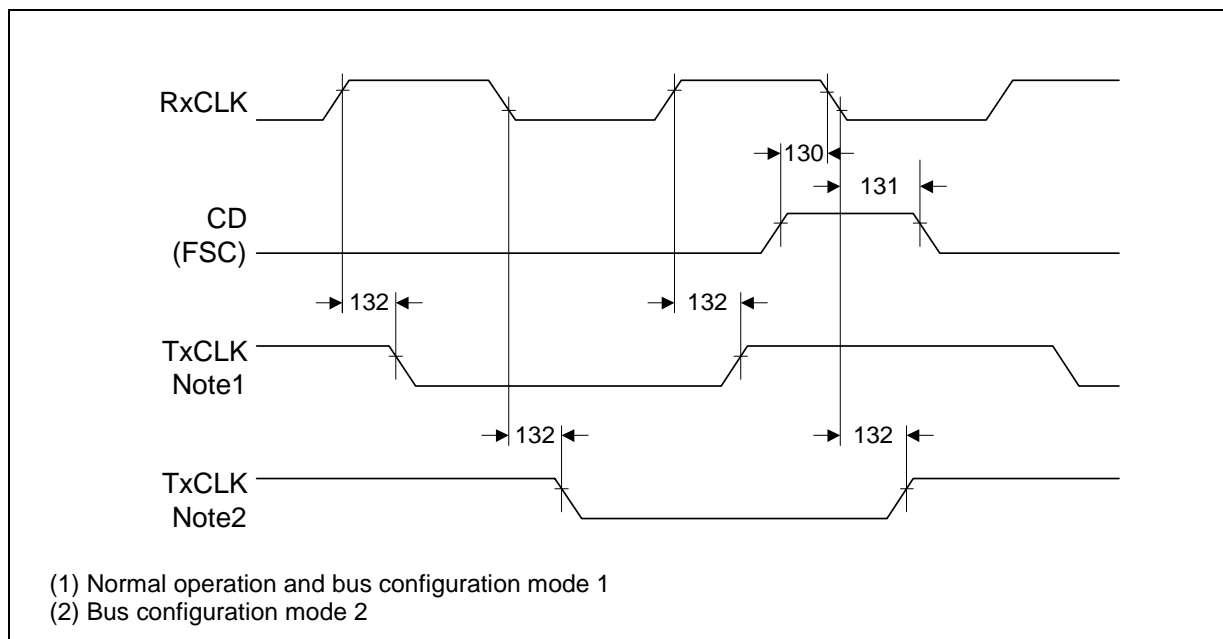 RxCLK
130
131
CD
(FSC)
132
132
TxCLK
Note1
132
132
TxCLK
Note2
(1) Normal operation and bus configuration mode 1
(2) Bus configuration mode 2